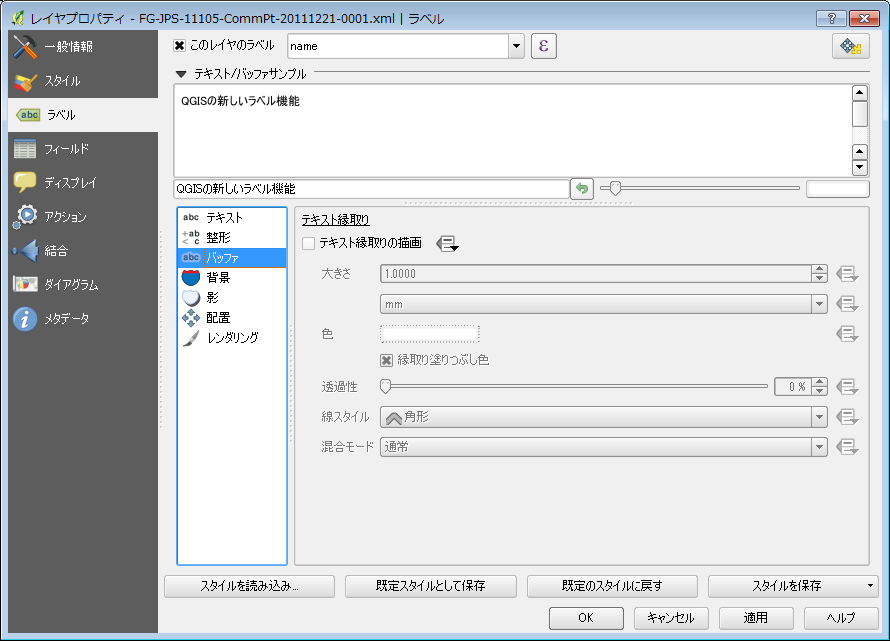 レイヤプロパティ - FG-JPS-11105-CommPt-20111221-0001.xml | ラベル
一般情報
スタイル
abc ラベル
フィールド
ディスプレイ
アクション
結合
ダイアグラム
メタデータ
このレイヤのラベル name ε
テキスト/バッファサンプル
QGISの新しいラベル機能
QGISの新しいラベル機能
abc テキスト
+ab < c 整形
abc バッファ
背景
影
配置
レンダリング
テキスト縁取り
テキスト縁取りの描画
大きさ 1.0000
mm
色
縁取り塗りつぶし色
透過性 0 %
線スタイル 角形
混合モード 通常
スタイルを読み込み... 既定スタイルとして保存 既定のスタイルに戻す スタイルを保存
OK キャンセル 適用 ヘルプ